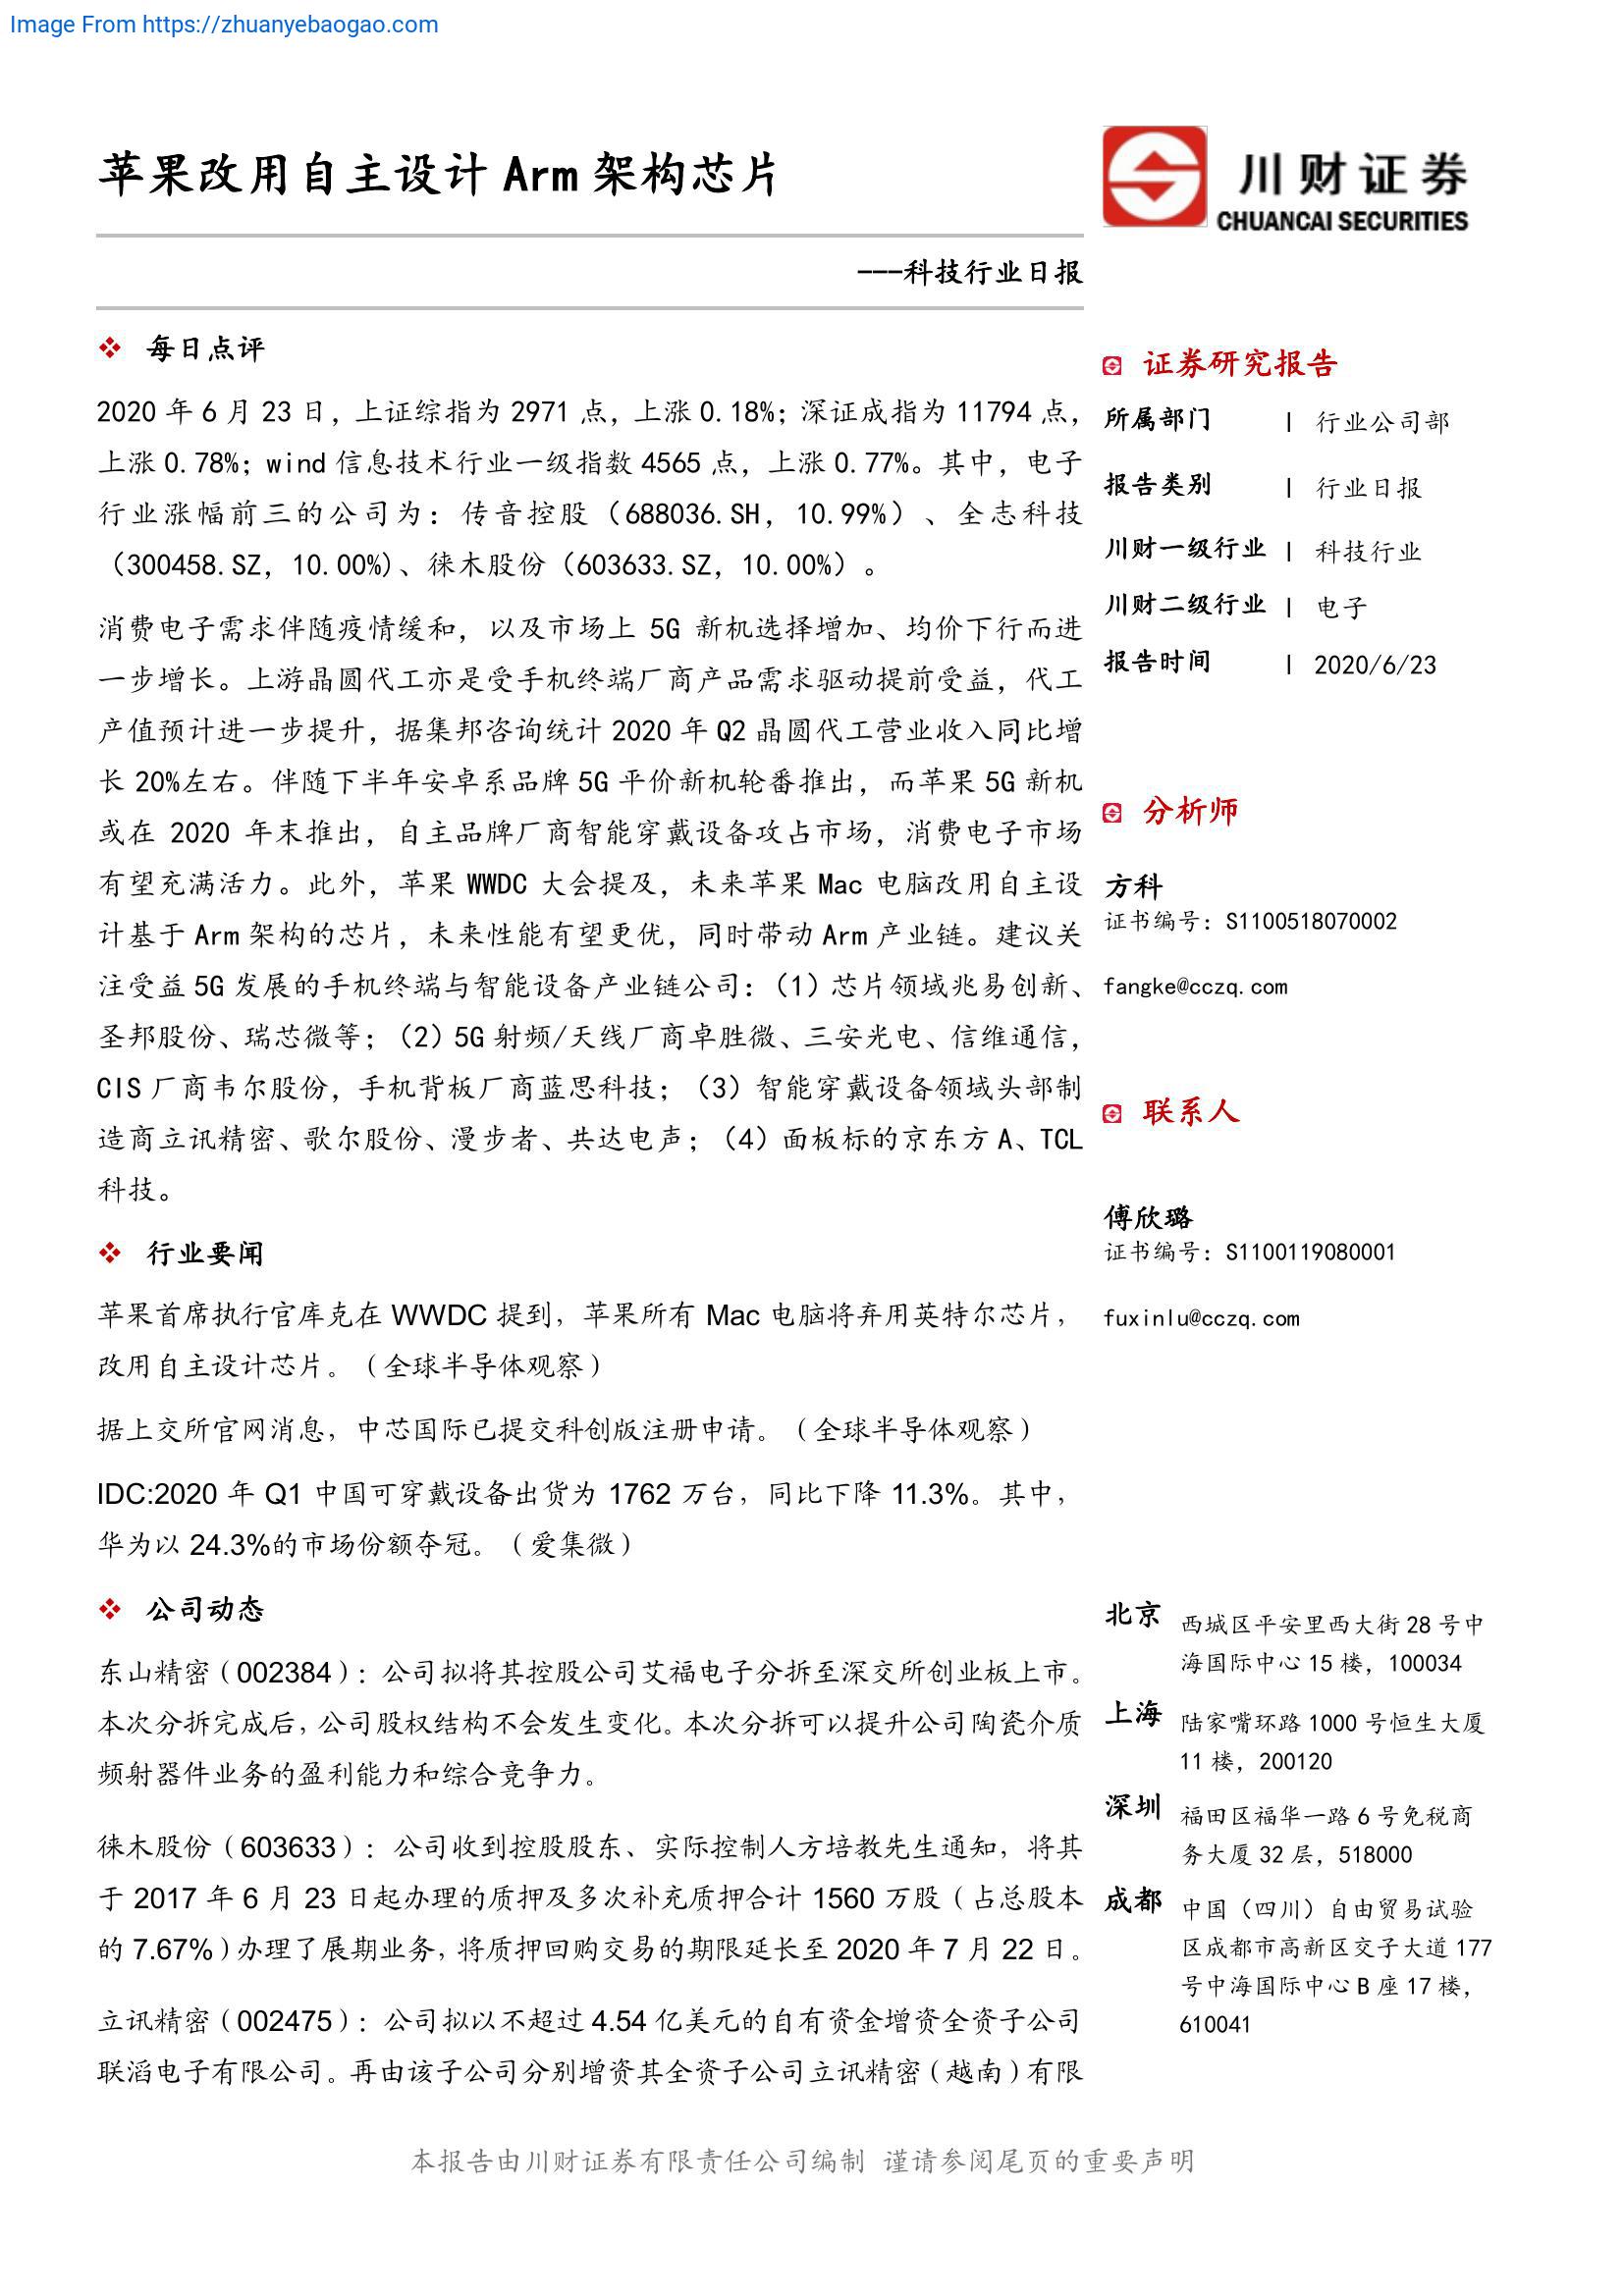 Image From https://zhuanyebaogao.com
苹果改用自主设计 Arm 架构芯片
川财证券
CHUANCAI SECURITIES
---科技行业日报
每日点评
2020 年 6 月 23 日，上证综指为 2971 点，上涨 0.18%；深证成指为 11794 点，
上涨 0.78%；wind 信息技术行业一级指数 4565 点，上涨 0.77%。其中，电子
行业涨幅前三的公司为：传音控股（688036.SH，10.99%）、全志科技
（300458.SZ，10.00%)、徕木股份（603633.SZ，10.00%）。
消费电子需求伴随疫情缓和，以及市场上 5G 新机选择增加、均价下行而进
一步增长。上游晶圆代工亦是受手机终端厂商产品需求驱动提前受益，代工
产值预计进一步提升，据集邦咨询统计 2020 年 Q2 晶圆代工营业收入同比增
长 20%左右。伴随下半年安卓系品牌 5G 平价新机轮番推出，而苹果 5G 新机
或在 2020 年末推出，自主品牌厂商智能穿戴设备攻占市场，消费电子市场
有望充满活力。此外，苹果 WWDC 大会提及，未来苹果 Mac 电脑改用自主设
计基于 Arm 架构的芯片，未来性能有望更优，同时带动 Arm 产业链。建议关
注受益 5G 发展的手机终端与智能设备产业链公司：（1）芯片领域兆易创新、
圣邦股份、瑞芯微等；（2）5G 射频/天线厂商卓胜微、三安光电、信维通信，
CIS 厂商韦尔股份，手机背板厂商蓝思科技；（3）智能穿戴设备领域头部制
造商立讯精密、歌尔股份、漫步者、共达电声；（4）面板标的京东方 A、TCL
科技。
行业要闻
苹果首席执行官库克在 WWDC 提到，苹果所有 Mac 电脑将弃用英特尔芯片，
改用自主设计芯片。（全球半导体观察）
据上交所官网消息，中芯国际已提交科创版注册申请。（全球半导体观察）
IDC:2020 年 Q1 中国可穿戴设备出货为 1762 万台，同比下降 11.3%。其中，
华为以 24.3%的市场份额夺冠。（爱集微）
公司动态
东山精密（002384）：公司拟将其控股公司艾福电子分拆至深交所创业板上市。
本次分拆完成后，公司股权结构不会发生变化。本次分拆可以提升公司陶瓷介质
频射器件业务的盈利能力和综合竞争力。
徕木股份（603633）：公司收到控股股东、实际控制人方培教先生通知，将其
于 2017 年 6 月 23 日起办理的质押及多次补充质押合计 1560 万股（占总股本
的 7.67%）办理了展期业务，将质押回购交易的期限延长至 2020 年 7 月 22 日。
立讯精密（002475）：公司拟以不超过 4.54 亿美元的自有资金增资全资子公司
联滔电子有限公司。再由该子公司分别增资其全资子公司立讯精密（越南）有限
证券研究报告
所属部门 | 行业公司部
报告类别 | 行业日报
川财一级行业 | 科技行业
川财二级行业 | 电子
报告时间 | 2020/6/23
分析师
方科
证书编号：S1100518070002
fangke@cczq.com
联系人
傅欣璐
证书编号：S1100119080001
fuxinlu@cczq.com
北京 西城区平安里西大街 28 号中
海国际中心 15 楼，100034
上海 陆家嘴环路 1000 号恒生大厦
11 楼，200120
深圳 福田区福华一路 6 号免税商
务大厦 32 层，518000
成都 中国（四川）自由贸易试验
区成都市高新区交子大道 177
号中海国际中心 B 座 17 楼，
610041
本报告由川财证券有限责任公司编制 谨请参阅尾页的重要声明